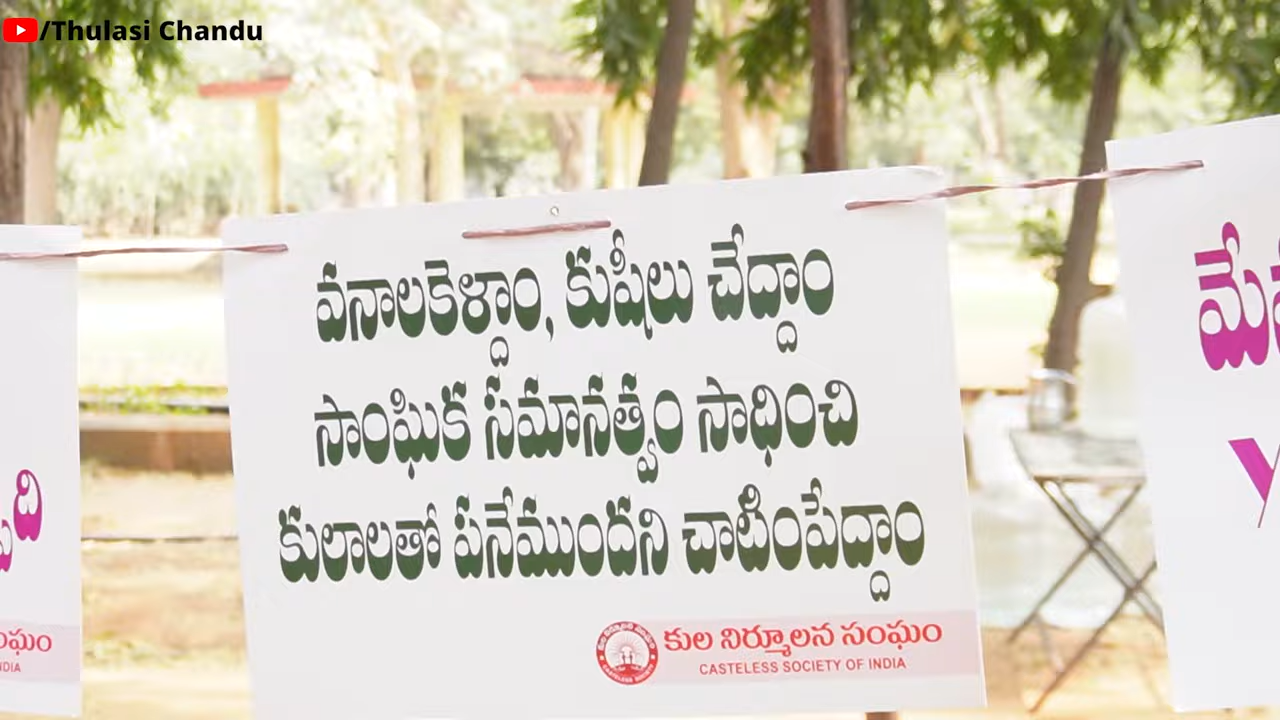 /Thulasi Chandu
వనాలకెళ్దాం, కుషీలు చేద్దాం
సాంఘిక సమానత్వం సాధించి
కులాలతో పనేముందని చాటింపేద్దాం
కుల నిర్మూలన సంఘం
CASTELESS SOCIETY OF INDIA